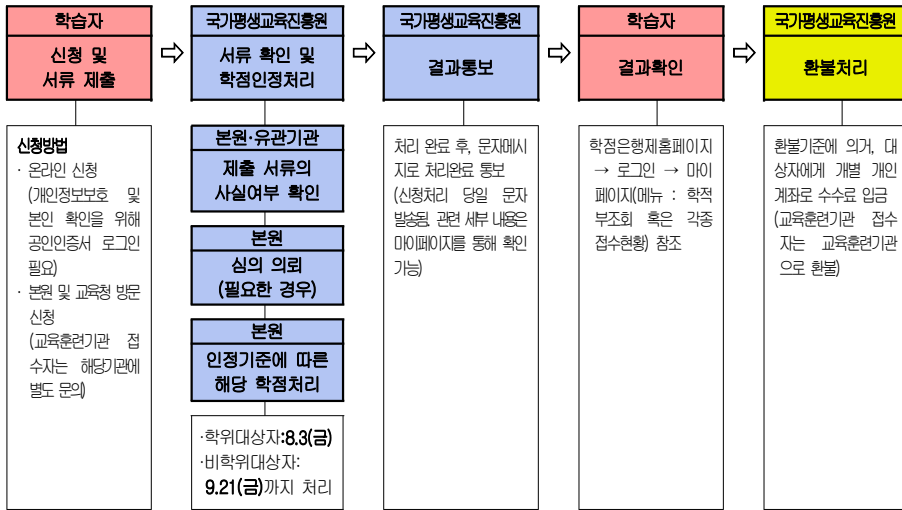 학습자
신청 및
서류 제출
신청방법
· 온라인 신청
(개인정보보호 및
본인 확인을 위해
공인인증서 로그인
필요)
· 본원 및 교육청 방문
신청
(교육훈련기관 접
수자는 해당기관에
별도 문의)
국가평생교육진흥원
서류 확인 및
학점인정처리
본원·유관기관
제출 서류의
사실여부 확인
본원
심의 의뢰
(필요한 경우)
본원
인정기준에 따른
해당 학점처리
·학위대상자:8.3(금)
·비학위대상자:
9.21(금)까지 처리
국가평생교육진흥원
결과통보
처리 완료 후, 문자메시
지로 처리완료 통보
(신청처리 당일 문자
발송됨. 관련 세부 내용은
마이페이지를 통해 확인
가능)
학습자
결과확인
학점은행제홈페이지
→ 로그인 → 마이
페이지(메뉴 : 학적
부조회 혹은 각종
접수현황) 참조
국가평생교육진흥원
환불처리
환불기준에 의거, 대
상자에게 개별 개인
계좌로 수수료 입금
(교육훈련기관 접수
자는 교육훈련기관
으로 환불)